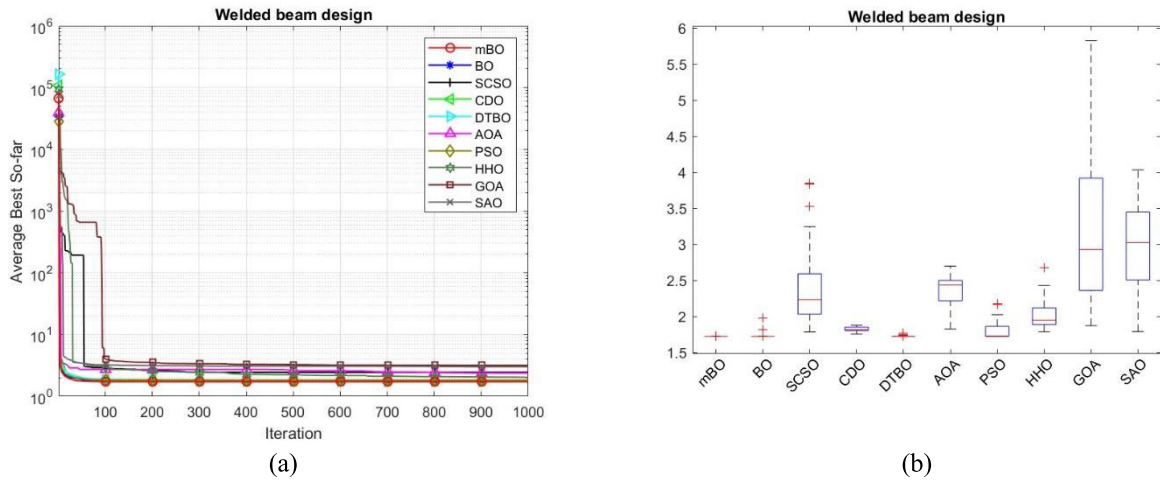 Welded beam design
10^6
10^5
10^4
10^3
10^2
10^1
10^0
Average Best So-far
100 200 300 400 500 600 700 800 900 1000
Iteration
mBO
BO
SCSO
CDO
DTBO
AOA
PSO
HHO
GOA
SAO
(a)
Welded beam design
6
5.5
5
4.5
4
3.5
3
2.5
2
1.5
mBO BO SCSO CDO DTBO AOA PSO HHO GOA SAO
(b)